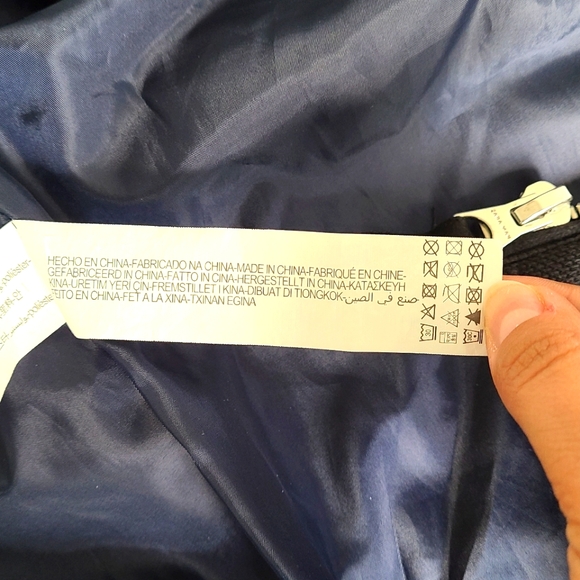 HECHO EN CHINA-FABRICADO NA CHINA-MADE IN CHINA-FABRIQUÉ EN CHINE-
GEFABRICEERD IN CHINA-FATTO IN CINA-HERGESTELLT IN CHINA-ΚΑΤΑΣΚΕΥΗ
KINA-ÜRETIM YERI ÇIN-FREMSTILLET I KINA-DIBUAT DI TIONGKOK-صنع في الصين-
EITO EN CHINA-FET A LA XINA-TXINAN EGINA
30